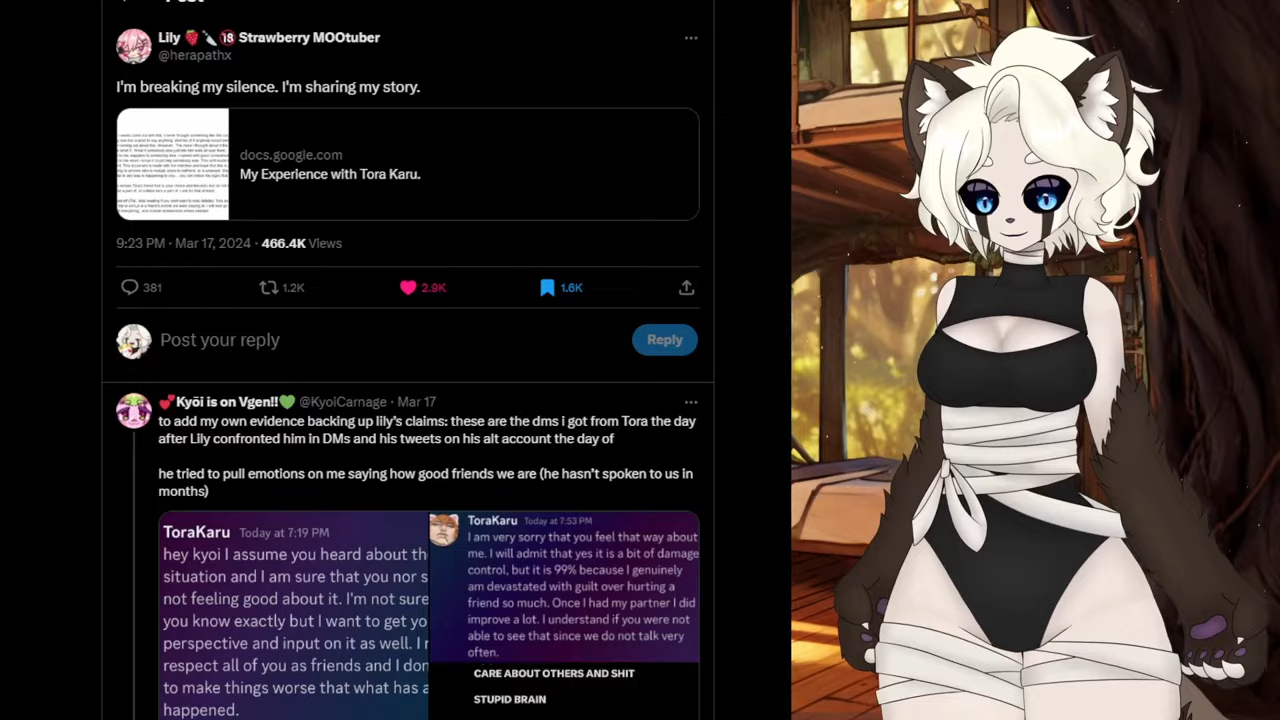 Lily 🍓🔪🔞 Strawberry MOOtuber
@herapathx
I'm breaking my silence. I'm sharing my story.
docs.google.com
My Experience with Tora Karu.
9:23 PM · Mar 17, 2024 · 466.4K Views
381 1.2K 2.9K 1.6K
Post your reply
Reply
💕Kyōi is on Vgen!!💚 @KyoiCarnage · Mar 17
to add my own evidence backing up lily's claims: these are the dms i got from Tora the day
after Lily confronted him in DMs and his tweets on his alt account the day of
he tried to pull emotions on me saying how good friends we are (he hasn't spoken to us in
months)
ToraKaru Today at 7:19 PM
hey kyoi I assume you heard about th
situation and I am sure that you nor s
not feeling good about it. I'm not sure
you know exactly but I want to get yo
perspective and input on it as well. I r
respect all of you as friends and I don
to make things worse that what has a
happened.
ToraKaru Today at 7:53 PM
I am very sorry that you feel that way about
me. I will admit that yes it is a bit of damage
control, but it is 99% because I genuinely
am devastated with guilt over hurting a
friend so much. Once I had my partner I did
improve a lot. I understand if you were not
able to see that since we do not talk very
often.
CARE ABOUT OTHERS AND SHIT
STUPID BRAIN